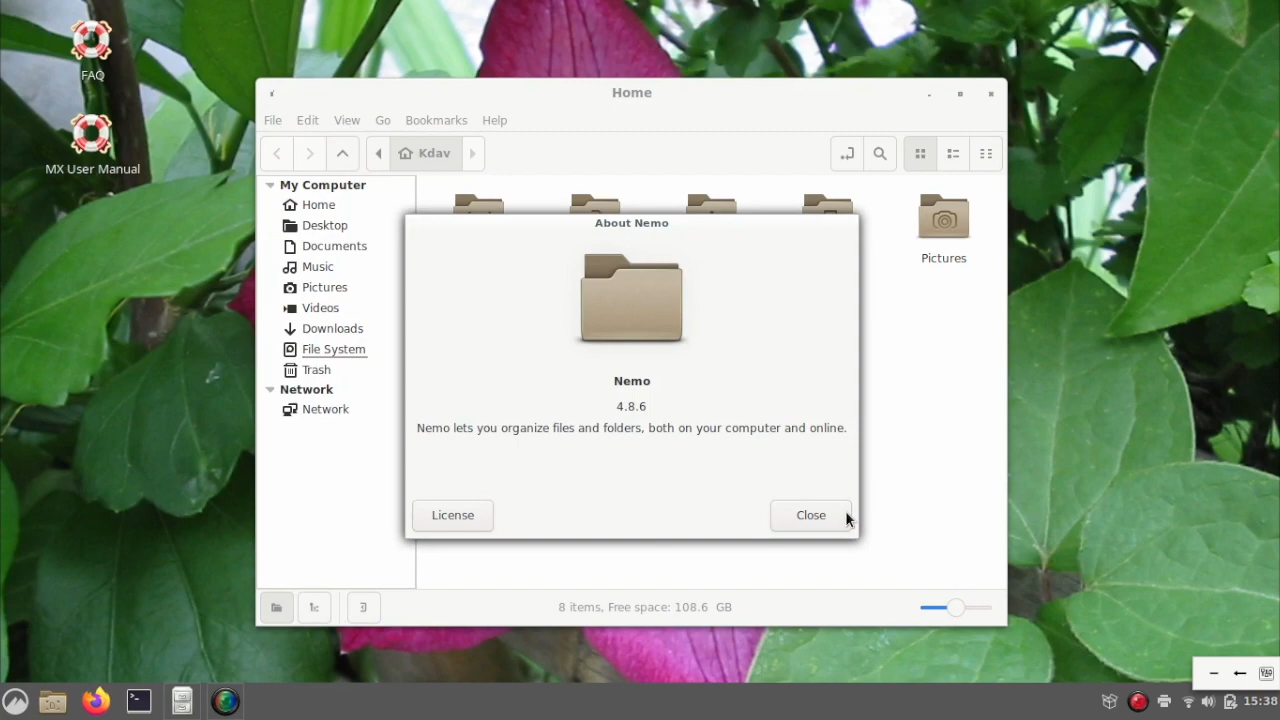 FAQ
MX User Manual
Home
File Edit View Go Bookmarks Help
Kdav
My Computer
Home
Desktop
Documents
Music
Pictures
Videos
Downloads
File System
Trash
Network
Network
Pictures
About Nemo
Nemo
4.8.6
Nemo lets you organize files and folders, both on your computer and online.
License
Close
8 items, Free space: 108.6 GB
15:38